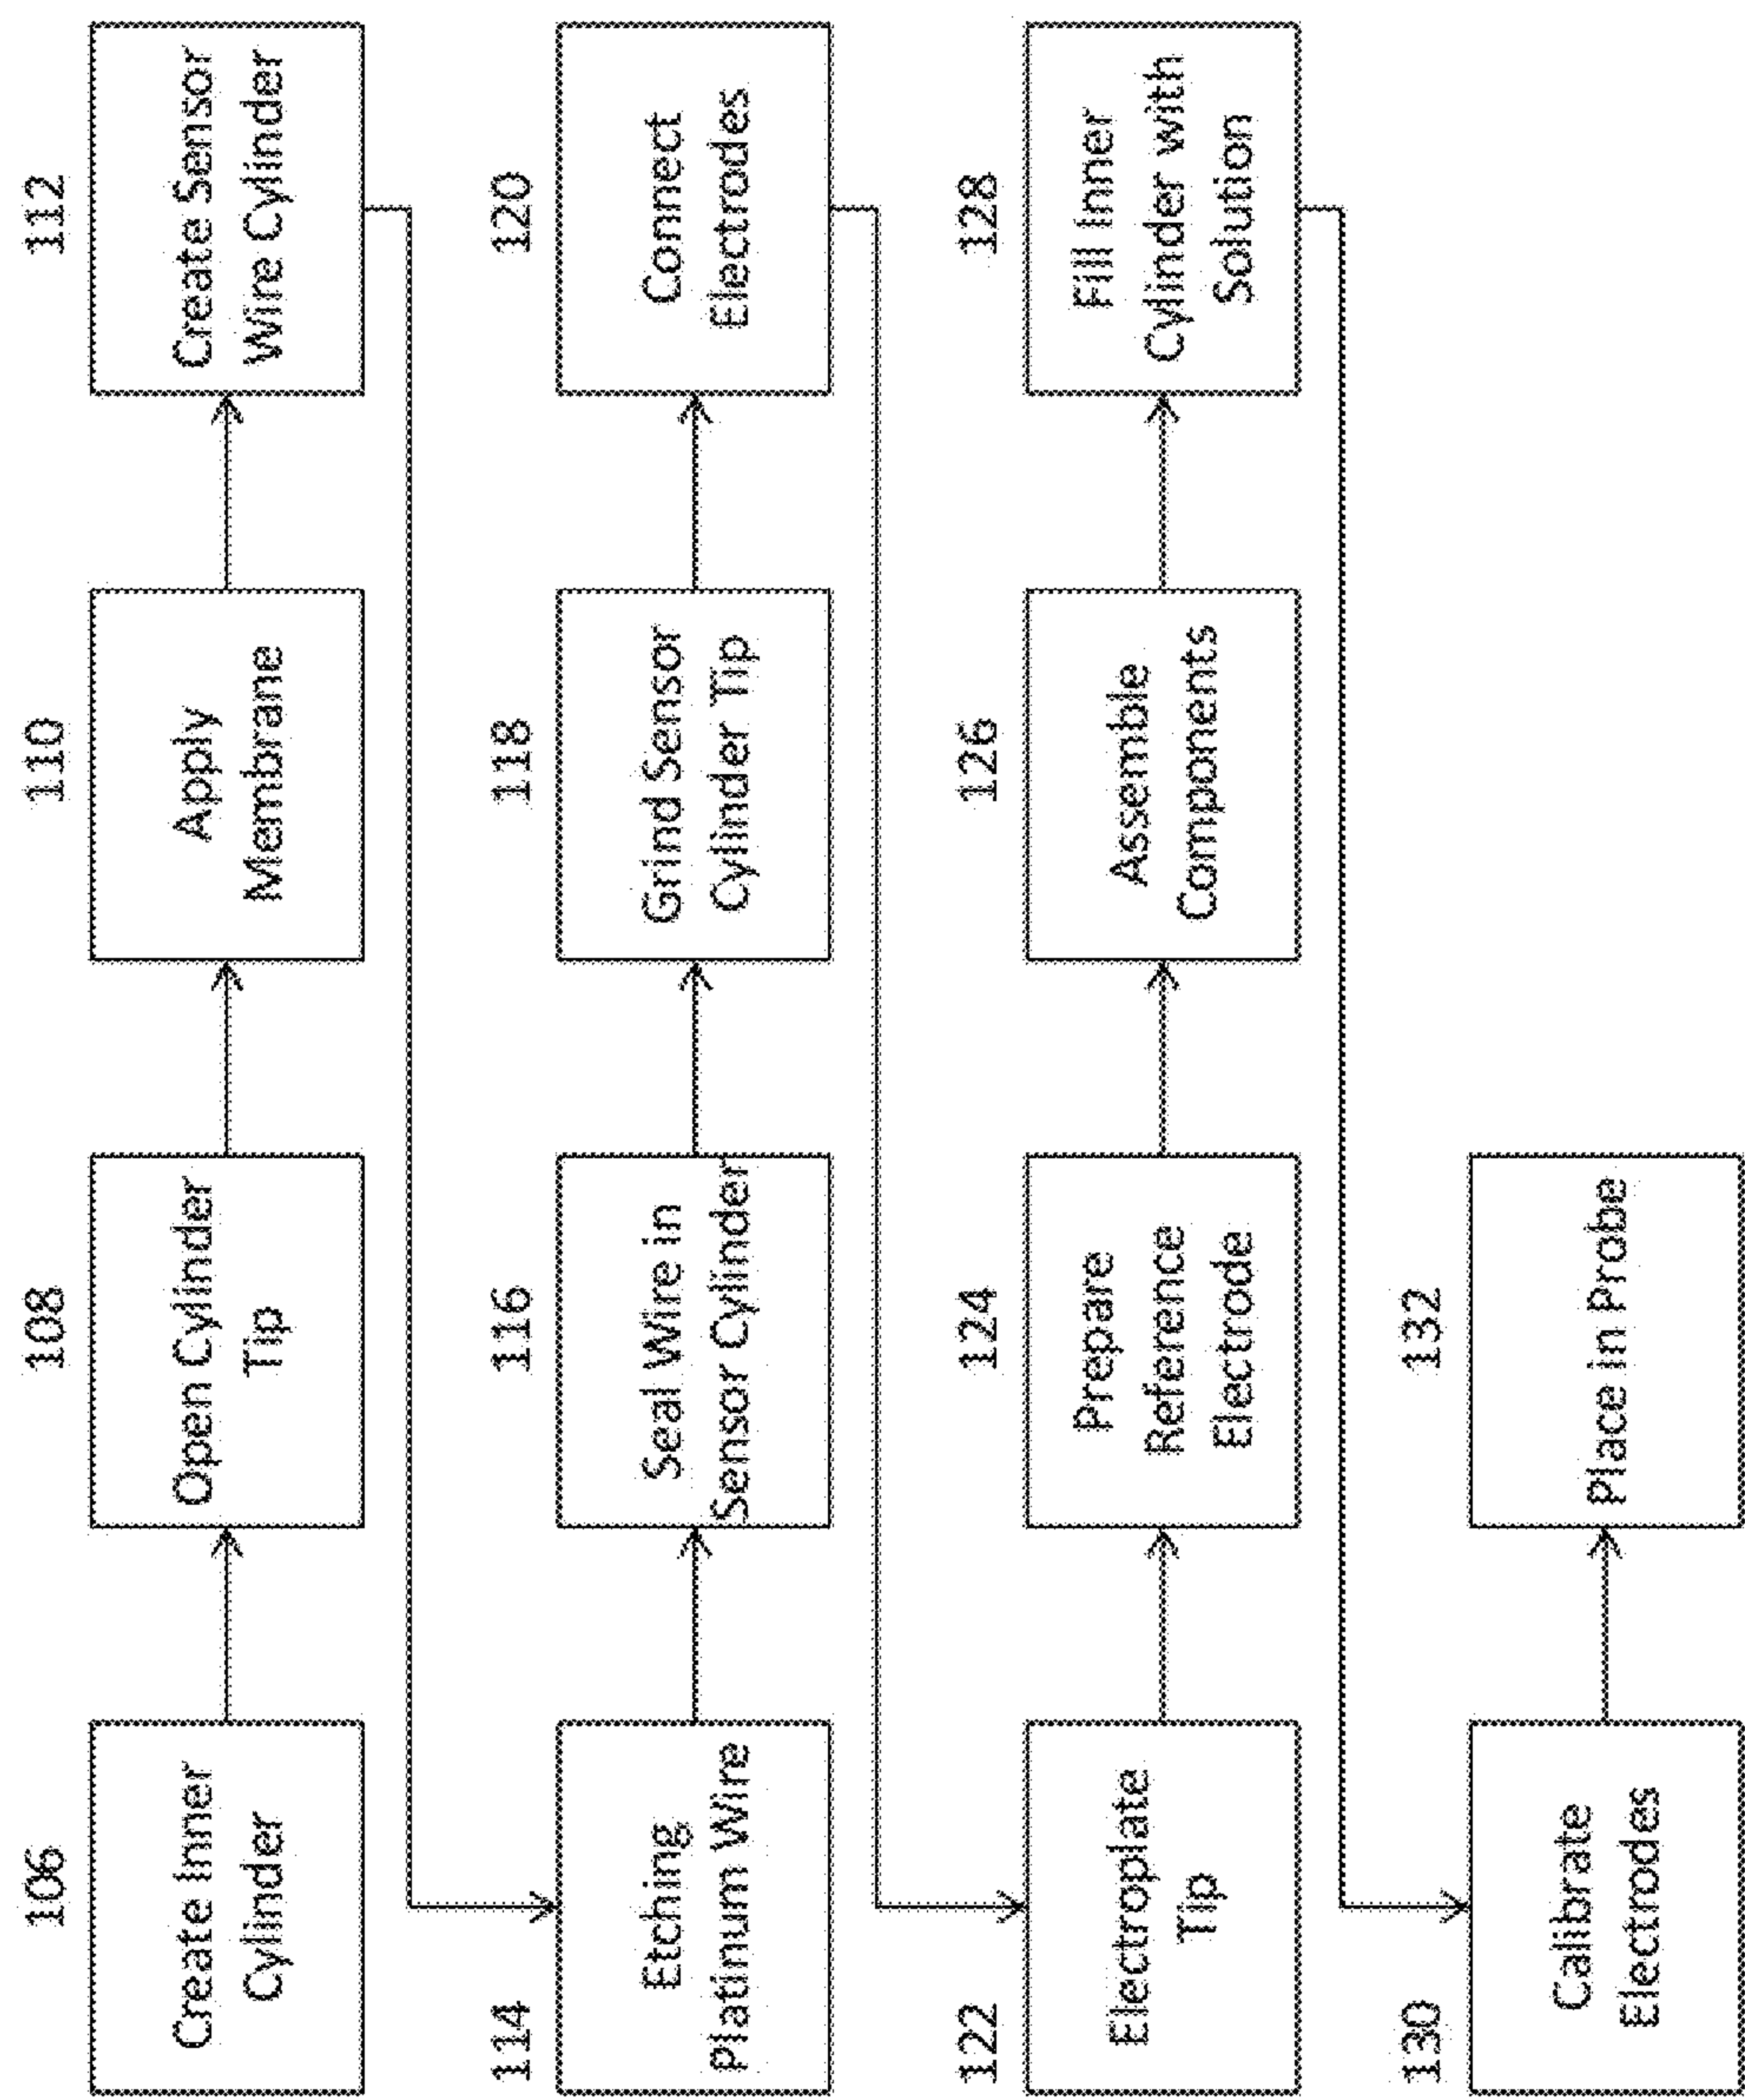 106
Create Inner
Cylinder
108
Open Cylinder
Tip
110
Apply
Membrane
112
Create Sensor
Wire Cylinder
114
Etching
Platinum Wire
116
Seal Wire in
Sensor Cylinder
118
Grind Sensor
Cylinder Tip
120
Connect
Electrodes
122
Electroplate
Tip
124
Prepare
Reference
Electrode
126
Assemble
Components
128
Fill Inner
Cylinder with
Solution
130
Calibrate
Electrodes
132
Place in Probe